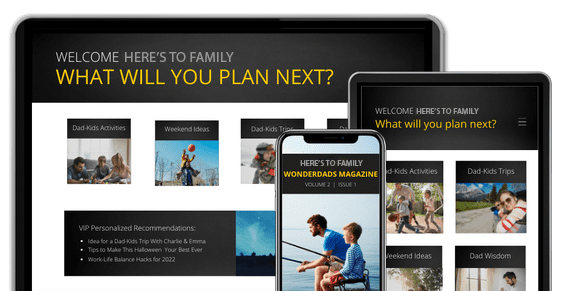 WELCOME HERE'S TO FAMILY
WHAT WILL YOU PLAN NEXT?
Dad-Kids Activities
Weekend Ideas
Dad-Kids Trips
VIP Personalized Recommendations:
Idea for a Dad-Kids Trip With Charlie & Emma
Tips to Make This Halloween Your Best Ever
Work-Life Balance Hacks for 2022
HERE'S TO FAMILY
WONDERDADS MAGAZINE
VOLUME 2 | ISSUE 1
WELCOME HERE'S TO FAMILY
What will you plan next?
d-Kids Activities
Dad-Kids Trips
Weekend Ideas
Dad Wisdom